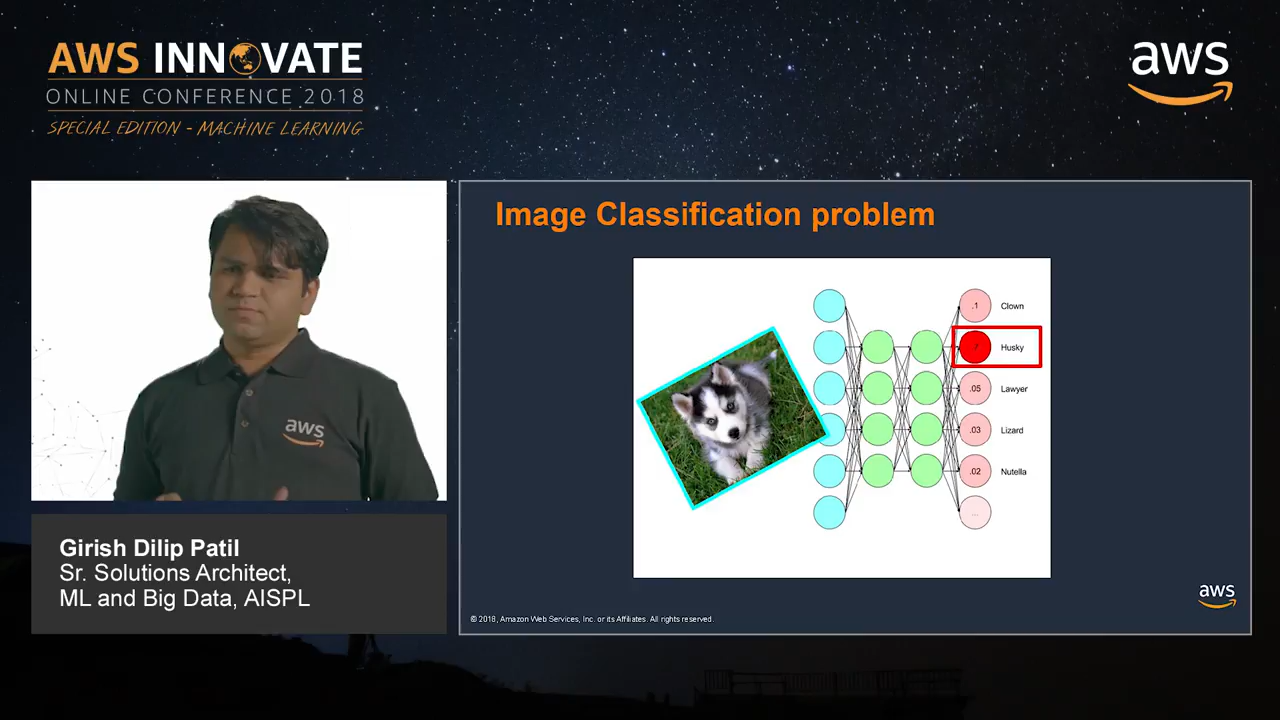 AWS INNOVATE
ONLINE CONFERENCE 2018
SPECIAL EDITION - MACHINE LEARNING
aws
Image Classification problem
.1 Clown
.7 Husky
.05 Lawyer
.03 Lizard
.02 Nutella
...
aws
Girish Dilip Patil
Sr. Solutions Architect,
ML and Big Data, AISPL
aws
© 2018, Amazon Web Services, Inc. or its Affiliates. All rights reserved.